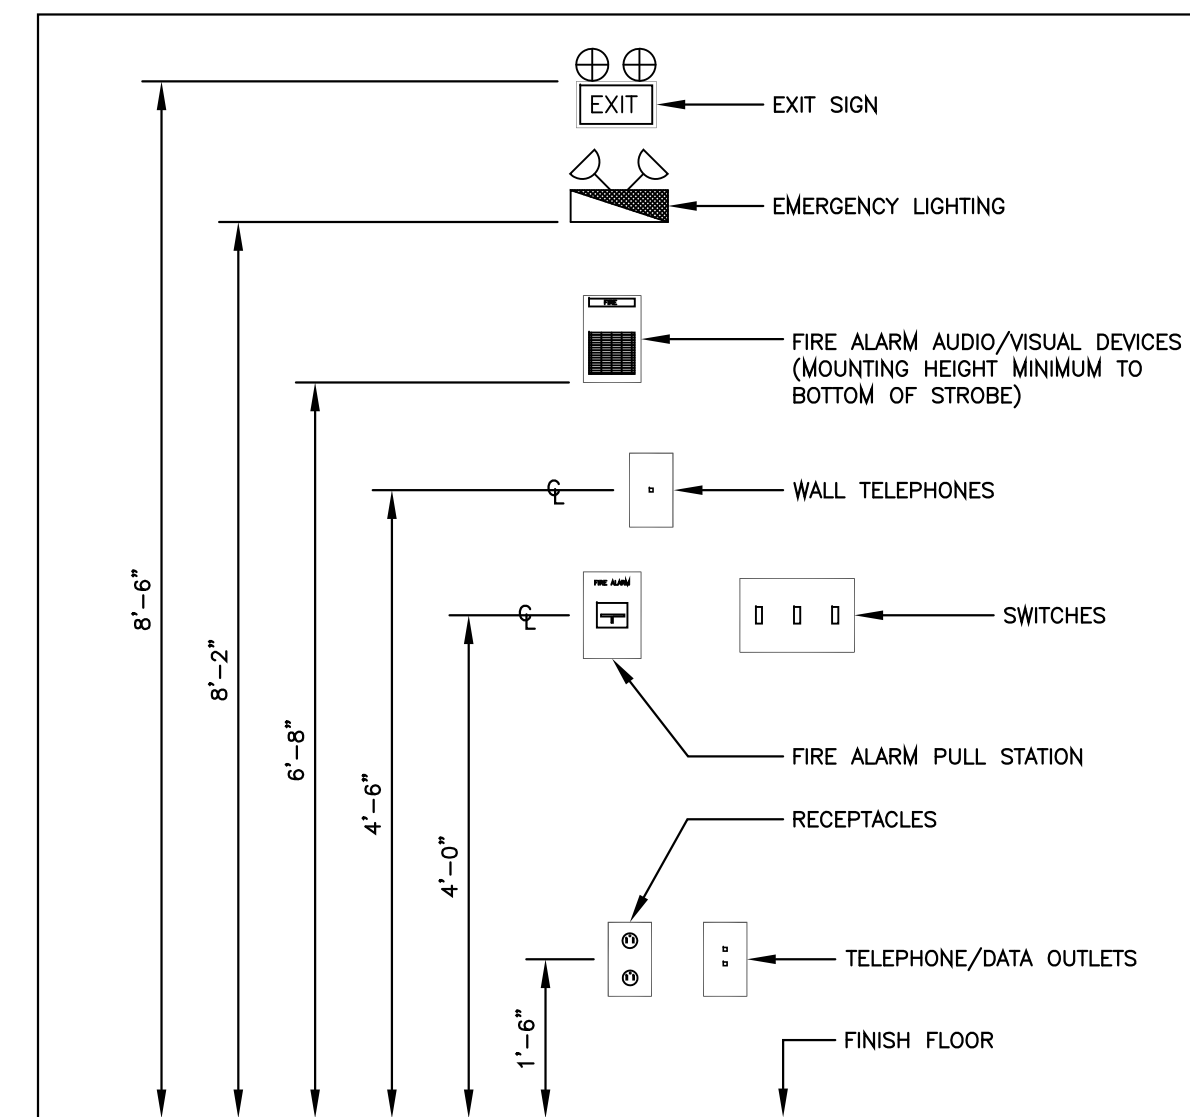 EXIT
EXIT SIGN
EMERGENCY LIGHTING
FIRE
FIRE ALARM AUDIO/VISUAL DEVICES
(MOUNTING HEIGHT MINIMUM TO
BOTTOM OF STROBE)
℄
WALL TELEPHONES
8'-6"
FIRE ALARM
℄
SWITCHES
8'-2"
6'-8"
FIRE ALARM PULL STATION
4'-6"
RECEPTACLES
4'-0"
TELEPHONE/DATA OUTLETS
1'-6"
FINISH FLOOR